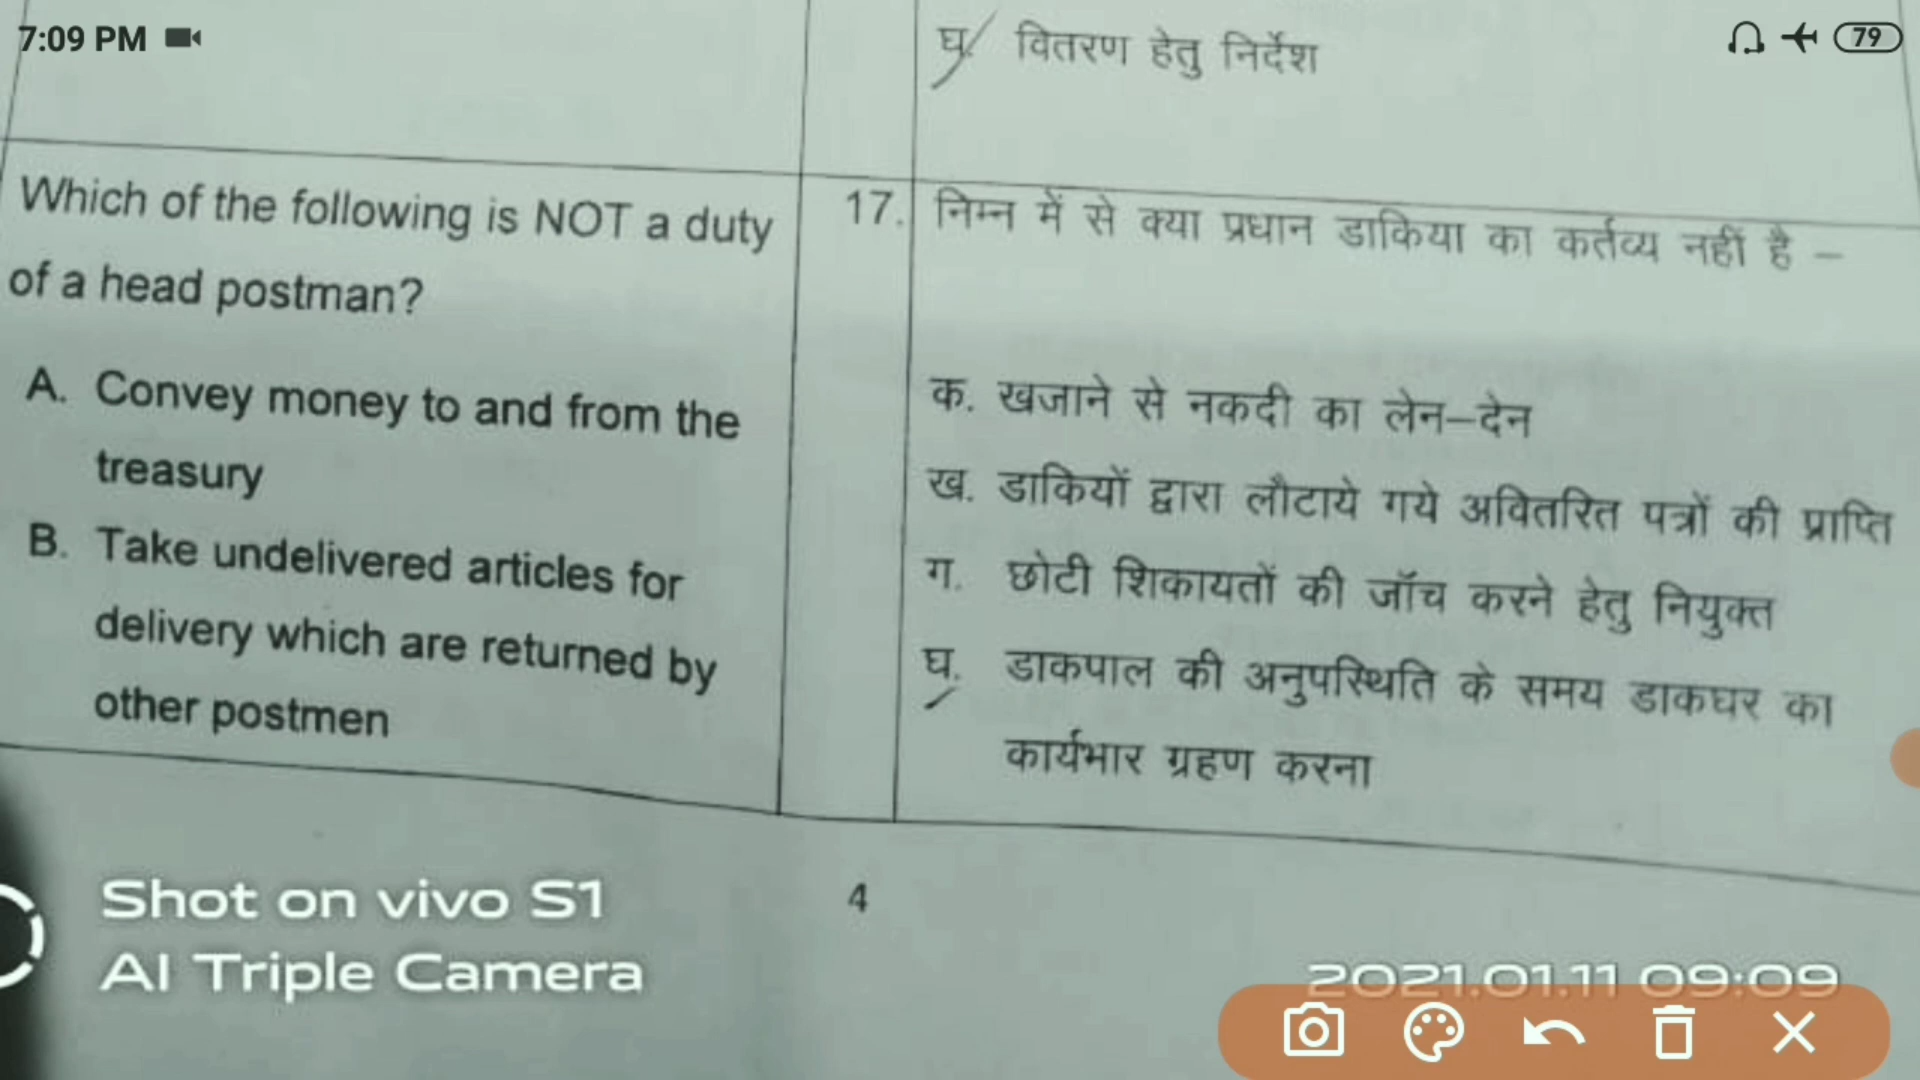 7:09 PM
79
घ. वितरण हेतु निर्देश
Which of the following is NOT a duty
of a head postman?
A. Convey money to and from the
treasury
B. Take undelivered articles for
delivery which are returned by
other postmen
17. निम्न में से क्या प्रधान डाकिया का कर्तव्य नहीं है –
क. खजाने से नकदी का लेन–देन
ख. डाकियों द्वारा लौटाये गये अवितरित पत्रों की प्राप्ति
ग. छोटी शिकायतों की जॉच करने हेतु नियुक्त
घ. डाकपाल की अनुपस्थिति के समय डाकघर का
कार्यभार ग्रहण करना
4
Shot on vivo S1
AI Triple Camera
2021.01.11 09:09